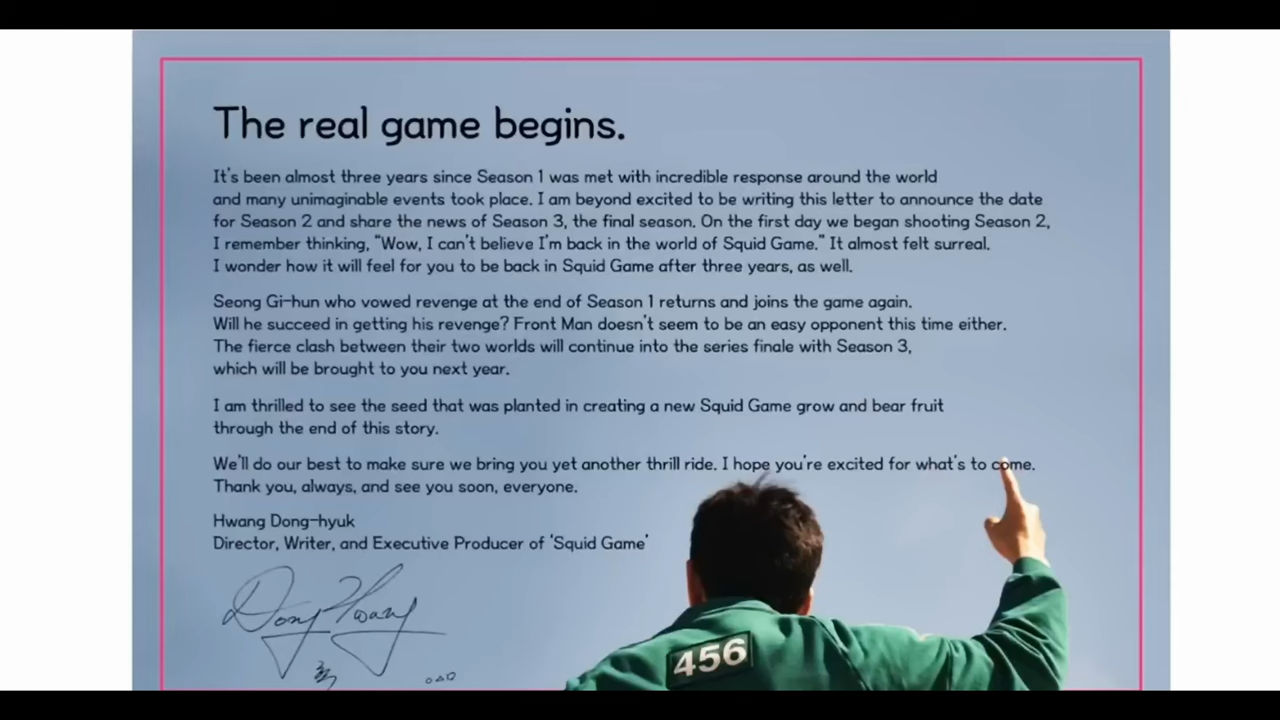 The real game begins.
It's been almost three years since Season 1 was met with incredible response around the world
and many unimaginable events took place. I am beyond excited to be writing this letter to announce the date
for Season 2 and share the news of Season 3, the final season. On the first day we began shooting Season 2,
I remember thinking, "Wow, I can't believe I'm back in the world of Squid Game." It almost felt surreal.
I wonder how it will feel for you to be back in Squid Game after three years, as well.
Seong Gi-hun who vowed revenge at the end of Season 1 returns and joins the game again.
Will he succeed in getting his revenge? Front Man doesn't seem to be an easy opponent this time either.
The fierce clash between their two worlds will continue into the series finale with Season 3,
which will be brought to you next year.
I am thrilled to see the seed that was planted in creating a new Squid Game grow and bear fruit
through the end of this story.
We'll do our best to make sure we bring you yet another thrill ride. I hope you're excited for what's to come.
Thank you, always, and see you soon, everyone.
Hwang Dong-hyuk
Director, Writer, and Executive Producer of 'Squid Game'
Dong Hwang
456